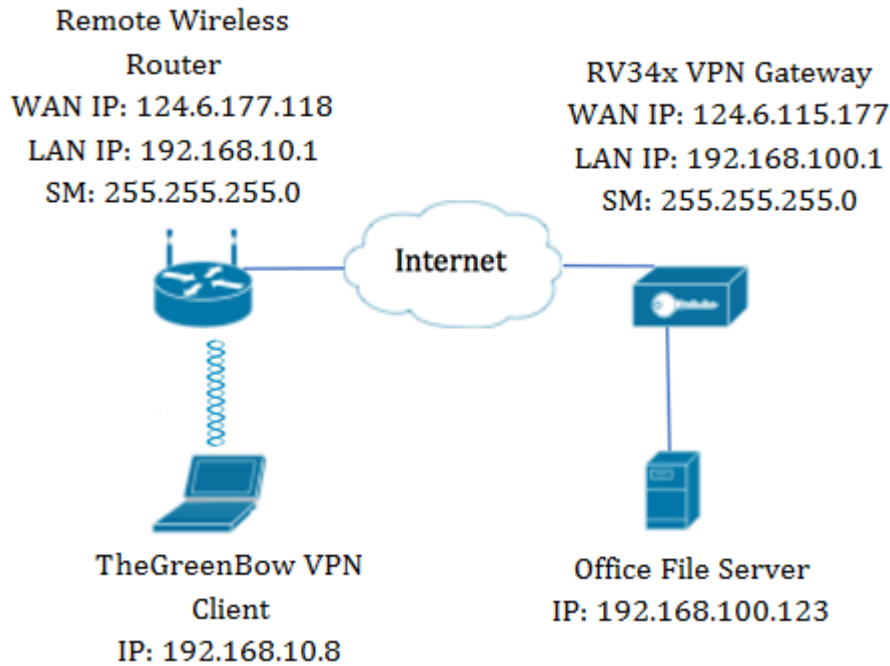 Remote Wireless
Router
WAN IP: 124.6.177.118
LAN IP: 192.168.10.1
SM: 255.255.255.0
RV34x VPN Gateway
WAN IP: 124.6.115.177
LAN IP: 192.168.100.1
SM: 255.255.255.0
Internet
TheGreenBow VPN
Client
IP: 192.168.10.8
Office File Server
IP: 192.168.100.123